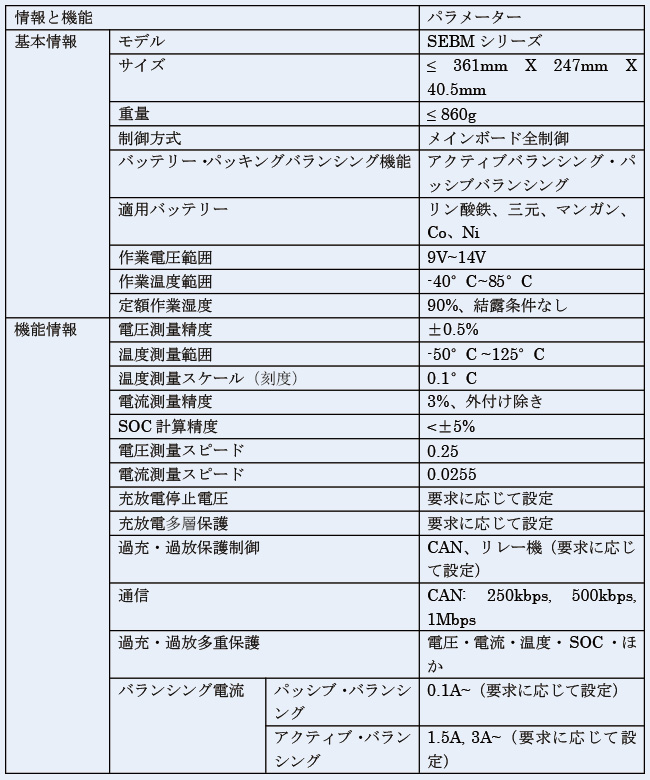 情報と機能 パラメーター
基本情報 モデル SEBM シリーズ
サイズ ≤ 361mm X 247mm X
40.5mm
重量 ≤ 860g
制御方式 メインボード全制御
バッテリー・パッキングバランシング機能 アクティブバランシング・パ
ッシブバランシング
適用バッテリー リン酸鉄、三元、マンガン、
Co、Ni
作業電圧範囲 9V~14V
作業温度範囲 -40°C~85°C
定額作業湿度 90%、結露条件なし
機能情報 電圧測量精度 ±0.5%
温度測量範囲 -50°C ~125°C
温度測量スケール（刻度） 0.1°C
電流測量精度 3%、外付け除き
SOC 計算精度 <±5%
電圧測量スピード 0.25
電流測量スピード 0.0255
充放電停止電圧 要求に応じて設定
充放電多層保護 要求に応じて設定
過充・過放保護制御 CAN、リレー機（要求に応じ
て設定）
通信 CAN: 250kbps, 500kbps,
1Mbps
過充・過放多重保護 電圧・電流・温度・SOC・ほ
か
バランシング電流 パッシブ・バランシ 0.1A~（要求に応じて設定）
ング
アクティブ・バラン 1.5A, 3A~（要求に応じて設
シング 定）